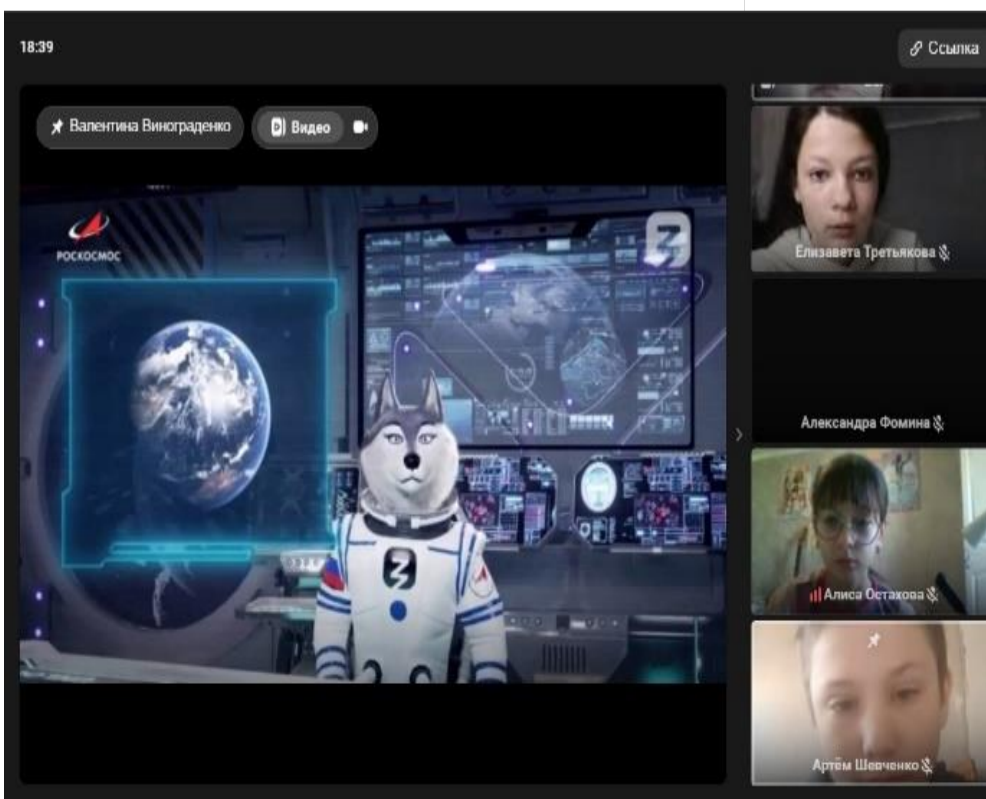 18:39
Ссылка
Валентина Винограденко
Видео
РОСКОСМОС
Елизавета Третьякова
Александра Фомина
Алиса Остахова
Артём Шевченко